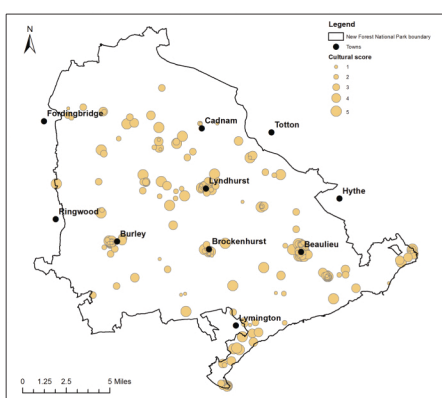 N
Legend
New Forest National Park boundary
Towns
Cultural score
1
2
3
4
5
Fordingbridge
Cadnam
Totton
Lyndhurst
Hythe
Ringwood
Burley
Brockenhurst
Beaulieu
Lymington
0 1.25 2.5 5 Miles